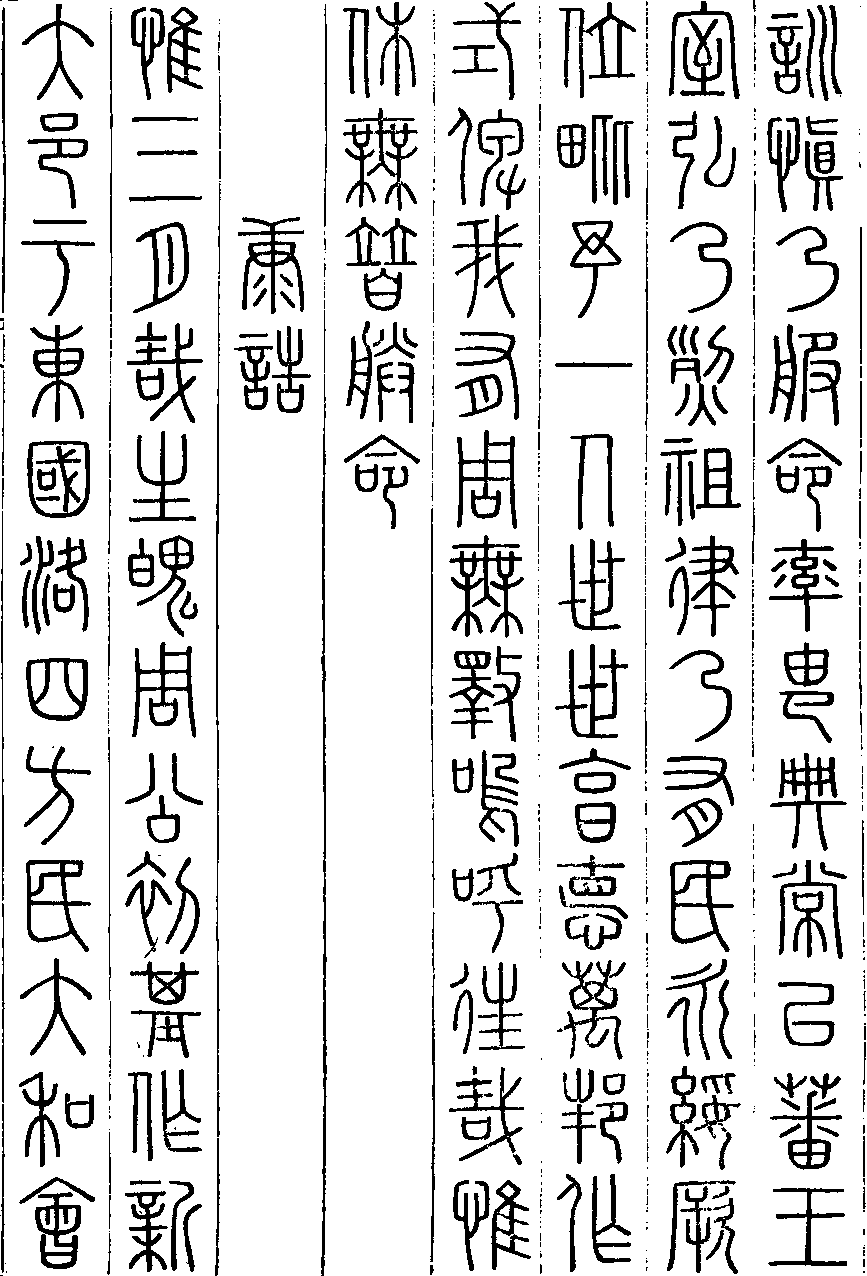 訓慎乃服命率由典常以蕃王
室弘乃烈祖律乃有民永綏厥
位毗予一人世世享德萬邦作
式俾我有周無斁嗚呼往哉惟
休無替朕命
康誥
惟三月哉生魄周公初基作新
大邑于東國洛四方民大和會